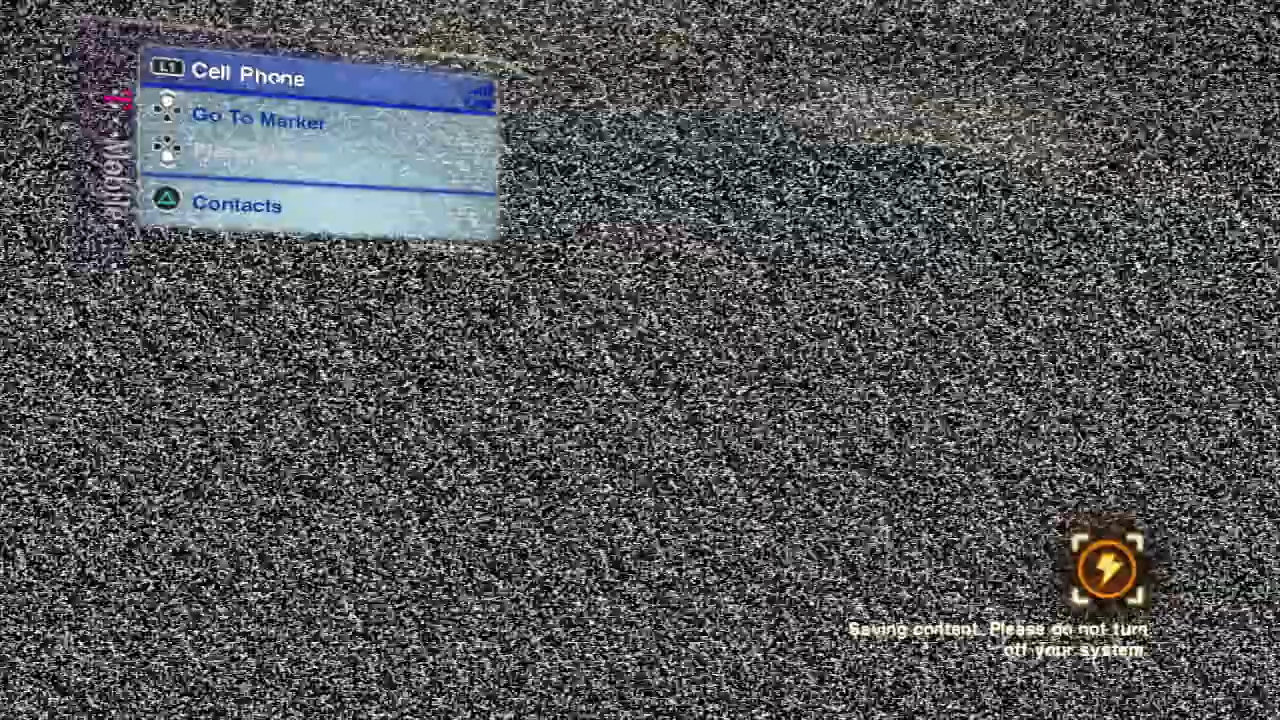 L1 Cell Phone
Go To Marker
Contacts
Saving content. Please do not turn
off your system.